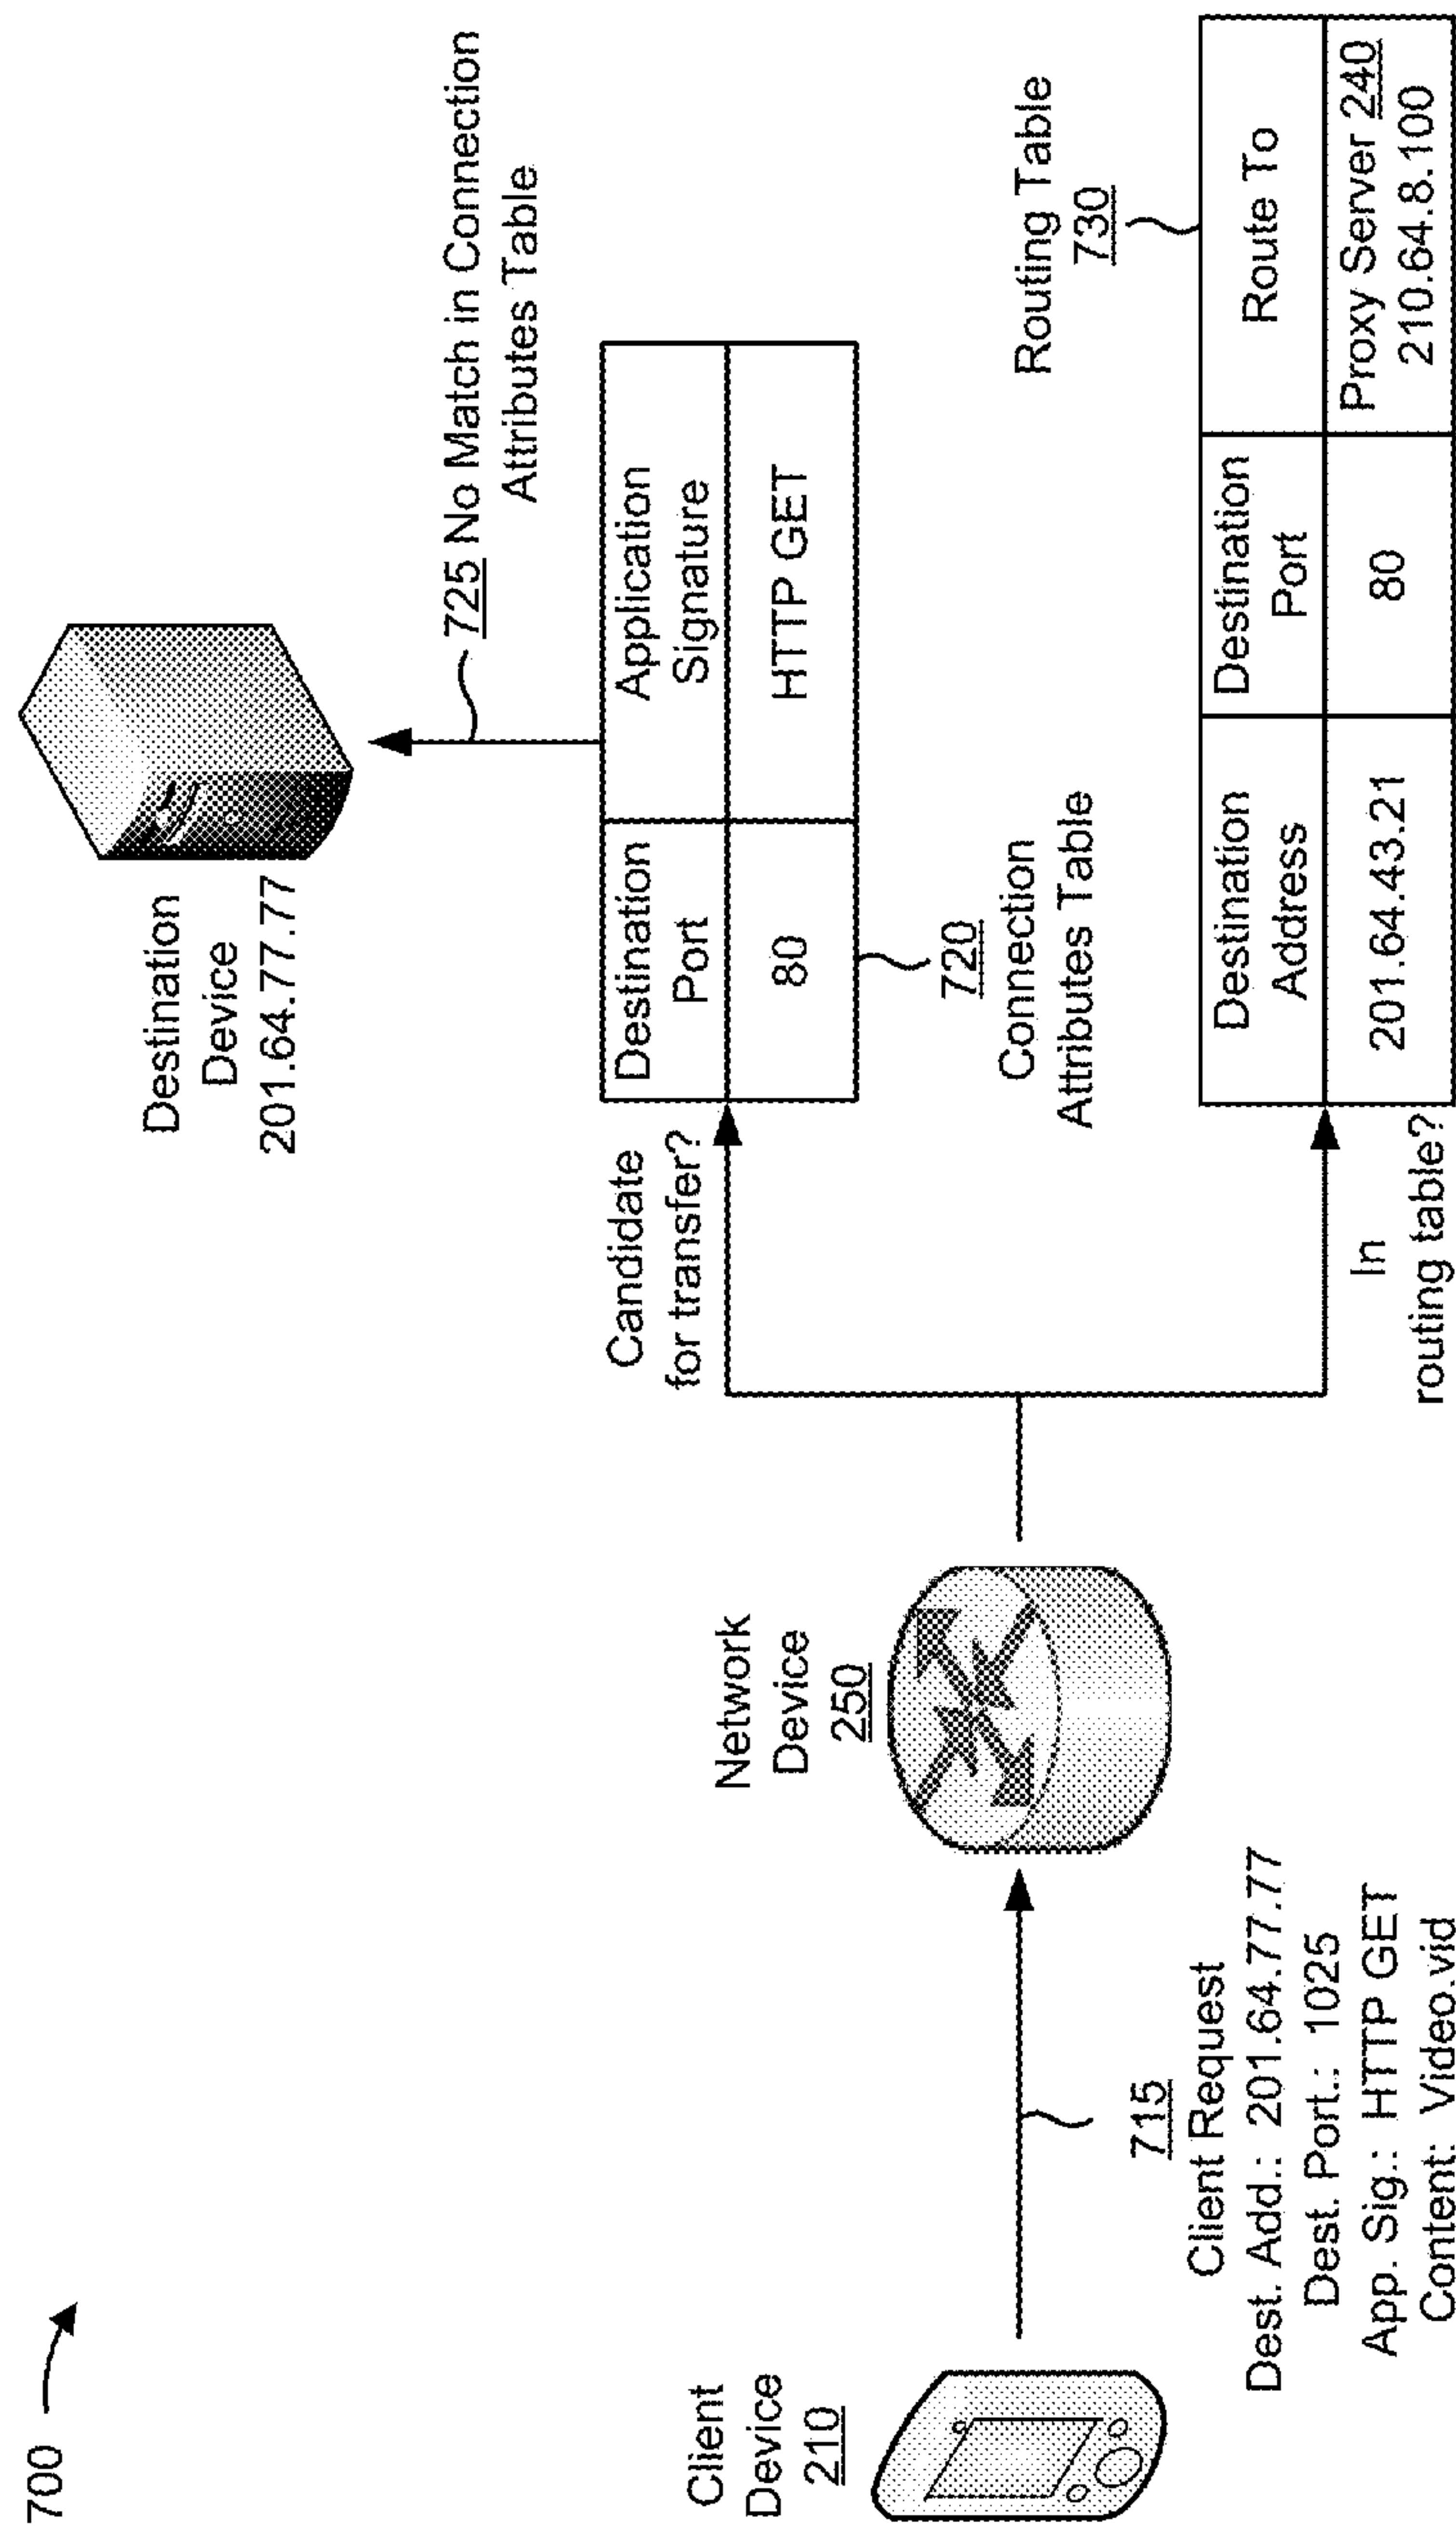 700
Client
Device
210
715
Client Request
Dest. Add.: 201.64.77.77
Dest. Port.: 1025
App. Sig.: HTTP GET
Content: Video.vid
Network
Device
250
Candidate
for transfer?
In
routing table?
Destination
Device
201.64.77.77
725 No Match in Connection
Attributes Table
Destination
Port
Application
Signature
80
HTTP GET
720
Connection
Attributes Table
Routing Table
730
Destination
Address
Destination
Port
Route To
201.64.43.21
80
Proxy Server 240
210.64.8.100